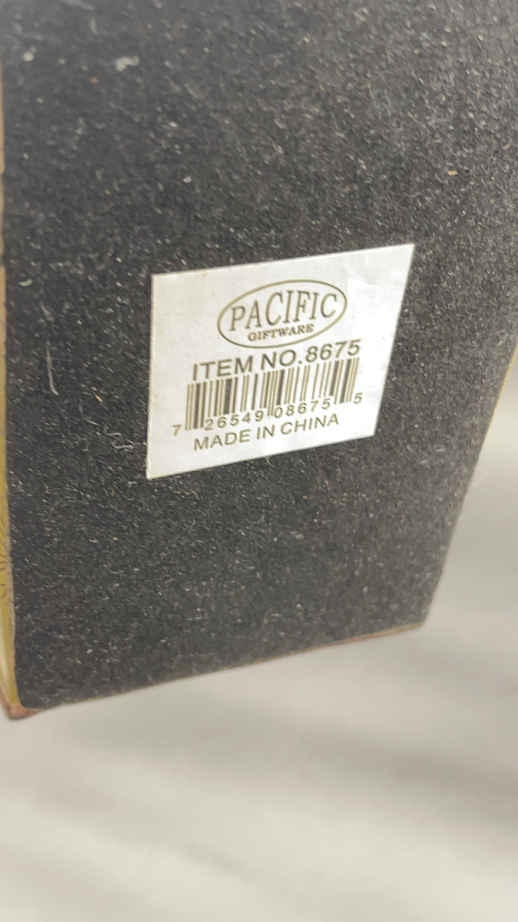 PACIFIC
GIFTWARE
ITEM NO.8675
7 26549 08675 5
MADE IN CHINA